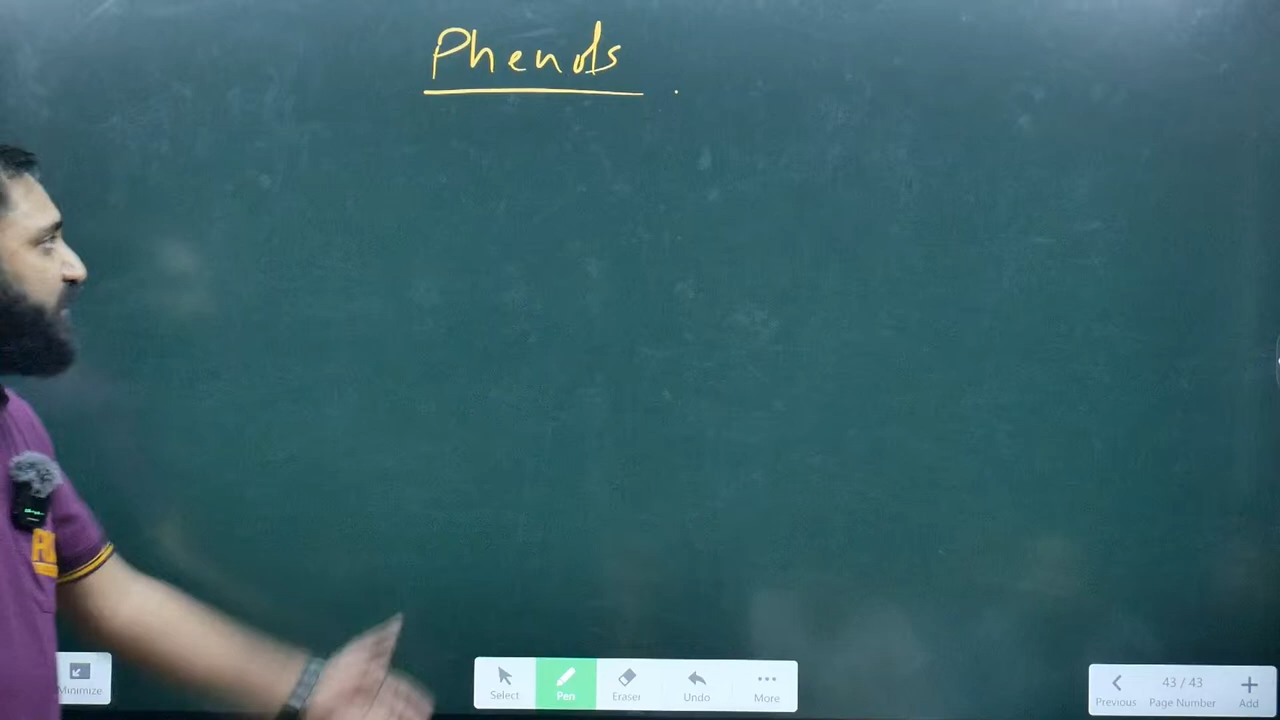 Phenols
Minimize
Select
Pen
Eraser
Undo
More
Previous
43 / 43
Page Number
Add